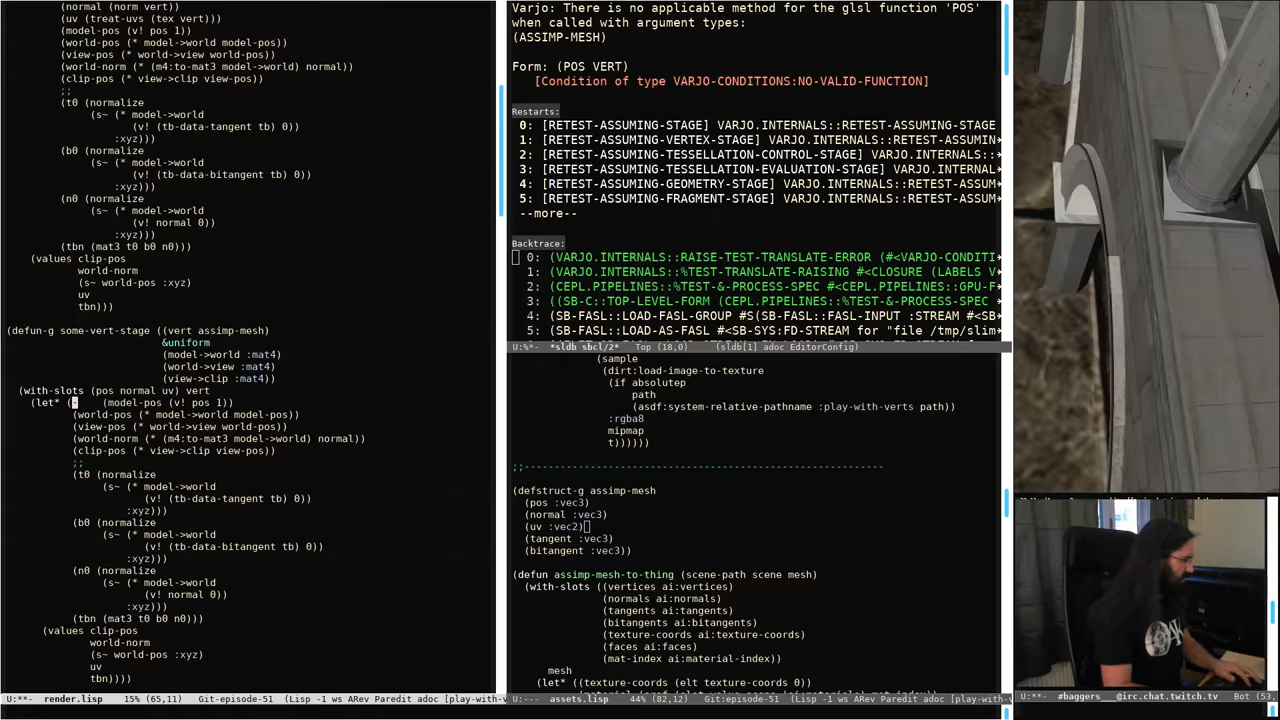 (normal (norm vert))
(uv (treat-uvs (tex vert)))
(model-pos (v! pos 1))
(world-pos (* model->world model-pos))
(view-pos (* world->view world-pos))
(world-norm (* (m4:to-mat3 model->world) normal))
(clip-pos (* view->clip view-pos))
;;
(t0 (normalize
(s~ (* model->world
(v! (tb-data-tangent tb) 0))
:xyz)))
(b0 (normalize
(s~ (* model->world
(v! (tb-data-bitangent tb) 0))
:xyz)))
(n0 (normalize
(s~ (* model->world
(v! normal 0))
:xyz)))
(tbn (mat3 t0 b0 n0)))
(values clip-pos
world-norm
(s~ world-pos :xyz)
uv
tbn)))
(defun-g some-vert-stage ((vert assimp-mesh)
&uniform
(model->world :mat4)
(world->view :mat4)
(view->clip :mat4))
(with-slots (pos normal uv) vert
(let* (     (model-pos (v! pos 1))
(world-pos (* model->world model-pos))
(view-pos (* world->view world-pos))
(world-norm (* (m4:to-mat3 model->world) normal))
(clip-pos (* view->clip view-pos))
;;
(t0 (normalize
(s~ (* model->world
(v! (tb-data-tangent tb) 0))
:xyz)))
(b0 (normalize
(s~ (* model->world
(v! (tb-data-bitangent tb) 0))
:xyz)))
(n0 (normalize
(s~ (* model->world
(v! normal 0))
:xyz)))
(tbn (mat3 t0 b0 n0)))
(values clip-pos
world-norm
(s~ world-pos :xyz)
uv
tbn))))
U:**-  render.lisp    15% (65,11)    Git-episode-51  (Lisp -1 ws ARev Paredit adoc [play-with-v
Varjo: There is no applicable method for the glsl function 'POS'
when called with argument types:
(ASSIMP-MESH)
Form: (POS VERT)
[Condition of type VARJO-CONDITIONS:NO-VALID-FUNCTION]
Restarts:
0: [RETEST-ASSUMING-STAGE] VARJO.INTERNALS::RETEST-ASSUMING-STAGE
1: [RETEST-ASSUMING-VERTEX-STAGE] VARJO.INTERNALS::RETEST-ASSUMIN
2: [RETEST-ASSUMING-TESSELLATION-CONTROL-STAGE] VARJO.INTERNALS::
3: [RETEST-ASSUMING-TESSELLATION-EVALUATION-STAGE] VARJO.INTERNAL
4: [RETEST-ASSUMING-GEOMETRY-STAGE] VARJO.INTERNALS::RETEST-ASSUM
5: [RETEST-ASSUMING-FRAGMENT-STAGE] VARJO.INTERNALS::RETEST-ASSUM
--more--
Backtrace:
0: (VARJO.INTERNALS::RAISE-TEST-TRANSLATE-ERROR (#<VARJO-CONDITI
1: (VARJO.INTERNALS::%TEST-TRANSLATE-RAISING #<CLOSURE (LABELS V
2: (CEPL.PIPELINES::%TEST-&-PROCESS-SPEC #<CEPL.PIPELINES::GPU-F
3: ((SB-C::TOP-LEVEL-FORM (CEPL.PIPELINES::%TEST-&-PROCESS-SPEC
4: (SB-FASL::LOAD-FASL-GROUP #S(SB-FASL::FASL-INPUT :STREAM #<SB
5: (SB-FASL::LOAD-AS-FASL #<SB-SYS:FD-STREAM for "file /tmp/slim
U:%*-  *sldb sbcl/2*   Top (18,0)     (sldb[1] adoc EditorConfig)
(sample
(dirt:load-image-to-texture
(if absolutep
path
(asdf:system-relative-pathname :play-with-verts path))
:rgba8
mipmap
t))))))
;;------------------------------------------------------------
(defstruct-g assimp-mesh
(pos :vec3)
(normal :vec3)
(uv :vec2)
(tangent :vec3)
(bitangent :vec3))
(defun assimp-mesh-to-thing (scene-path scene mesh)
(with-slots ((vertices ai:vertices)
(normals ai:normals)
(tangents ai:tangents)
(bitangents ai:bitangents)
(texture-coords ai:texture-coords)
(faces ai:faces)
(mat-index ai:material-index))
mesh
(let* ((texture-coords (elt texture-coords 0))
U:---  assets.lisp    44% (82,12)    Git-episode-51  (Lisp -1 ws ARev Paredit adoc [play-with-v
U:**-  #baggers___@irc.chat.twitch.tv   Bot (53,